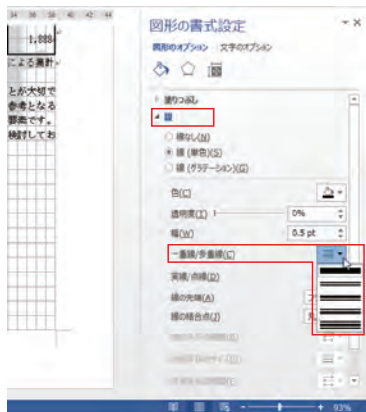 34 36 38 40 42 44
図形の書式設定
図形のオプション 文字のオプション
1,888
による集計
塗りつぶし
とが大切で
線
参考となる
要素です。
線なし(N)
検討してお
線 (単色)(S)
線 (グラデーション)(G)
色(C)
透明度(T) 0%
幅(W) 0.5 pt
一重線/多重線(C)
実線/点線(D)
線の先端(A) フ
線の結合点(J)
93%